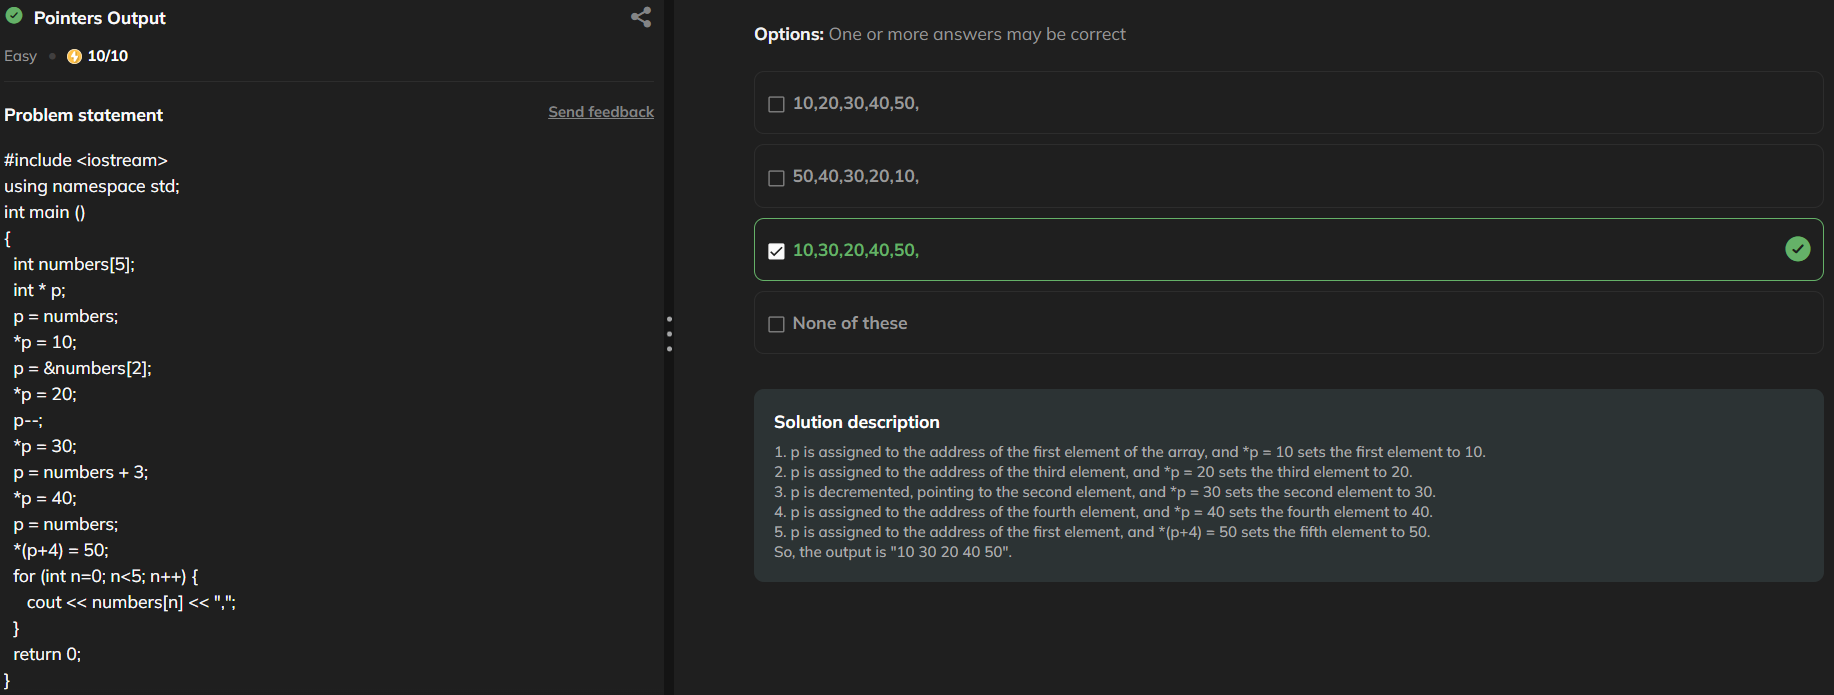 Pointers Output
Easy
10/10
Problem statement
Send feedback
#include <iostream>
using namespace std;
int main ()
{
int numbers[5];
int * p;
p = numbers;
*p = 10;
p = &numbers[2];
*p = 20;
p--;
*p = 30;
p = numbers + 3;
*p = 40;
p = numbers;
*(p+4) = 50;
for (int n=0; n<5; n++) {
cout << numbers[n] << ",";
}
return 0;
}
Options: One or more answers may be correct
10,20,30,40,50,
50,40,30,20,10,
10,30,20,40,50,
None of these
Solution description
1. p is assigned to the address of the first element of the array, and *p = 10 sets the first element to 10.
2. p is assigned to the address of the third element, and *p = 20 sets the third element to 20.
3. p is decremented, pointing to the second element, and *p = 30 sets the second element to 30.
4. p is assigned to the address of the fourth element, and *p = 40 sets the fourth element to 40.
5. p is assigned to the address of the first element, and *(p+4) = 50 sets the fifth element to 50.
So, the output is "10 30 20 40 50".